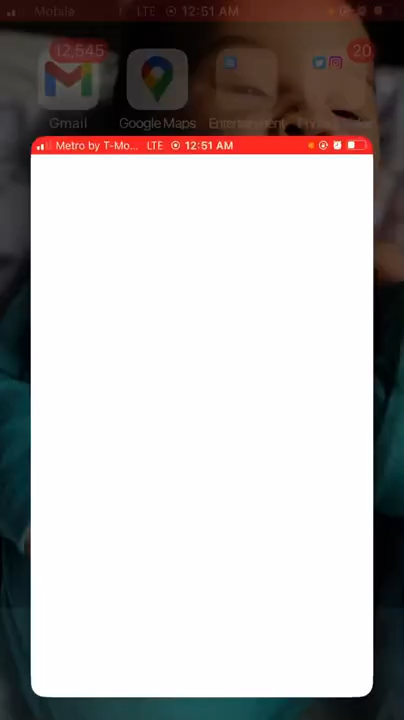 Mobile LTE 12:51 AM
12,545
20
Gmail
Google Maps
Entertainment
Metro by T-Mo... LTE 12:51 AM